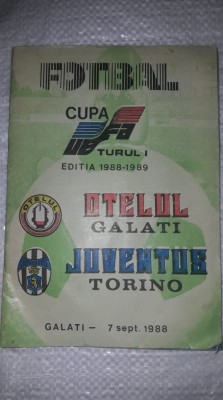 FOTBAL
CUPA
uefa
TURUL I
EDITIA 1988-1989
OTELUL
GALATI
JUVENTUS
TORINO
GALATI — 7 sept. 1988